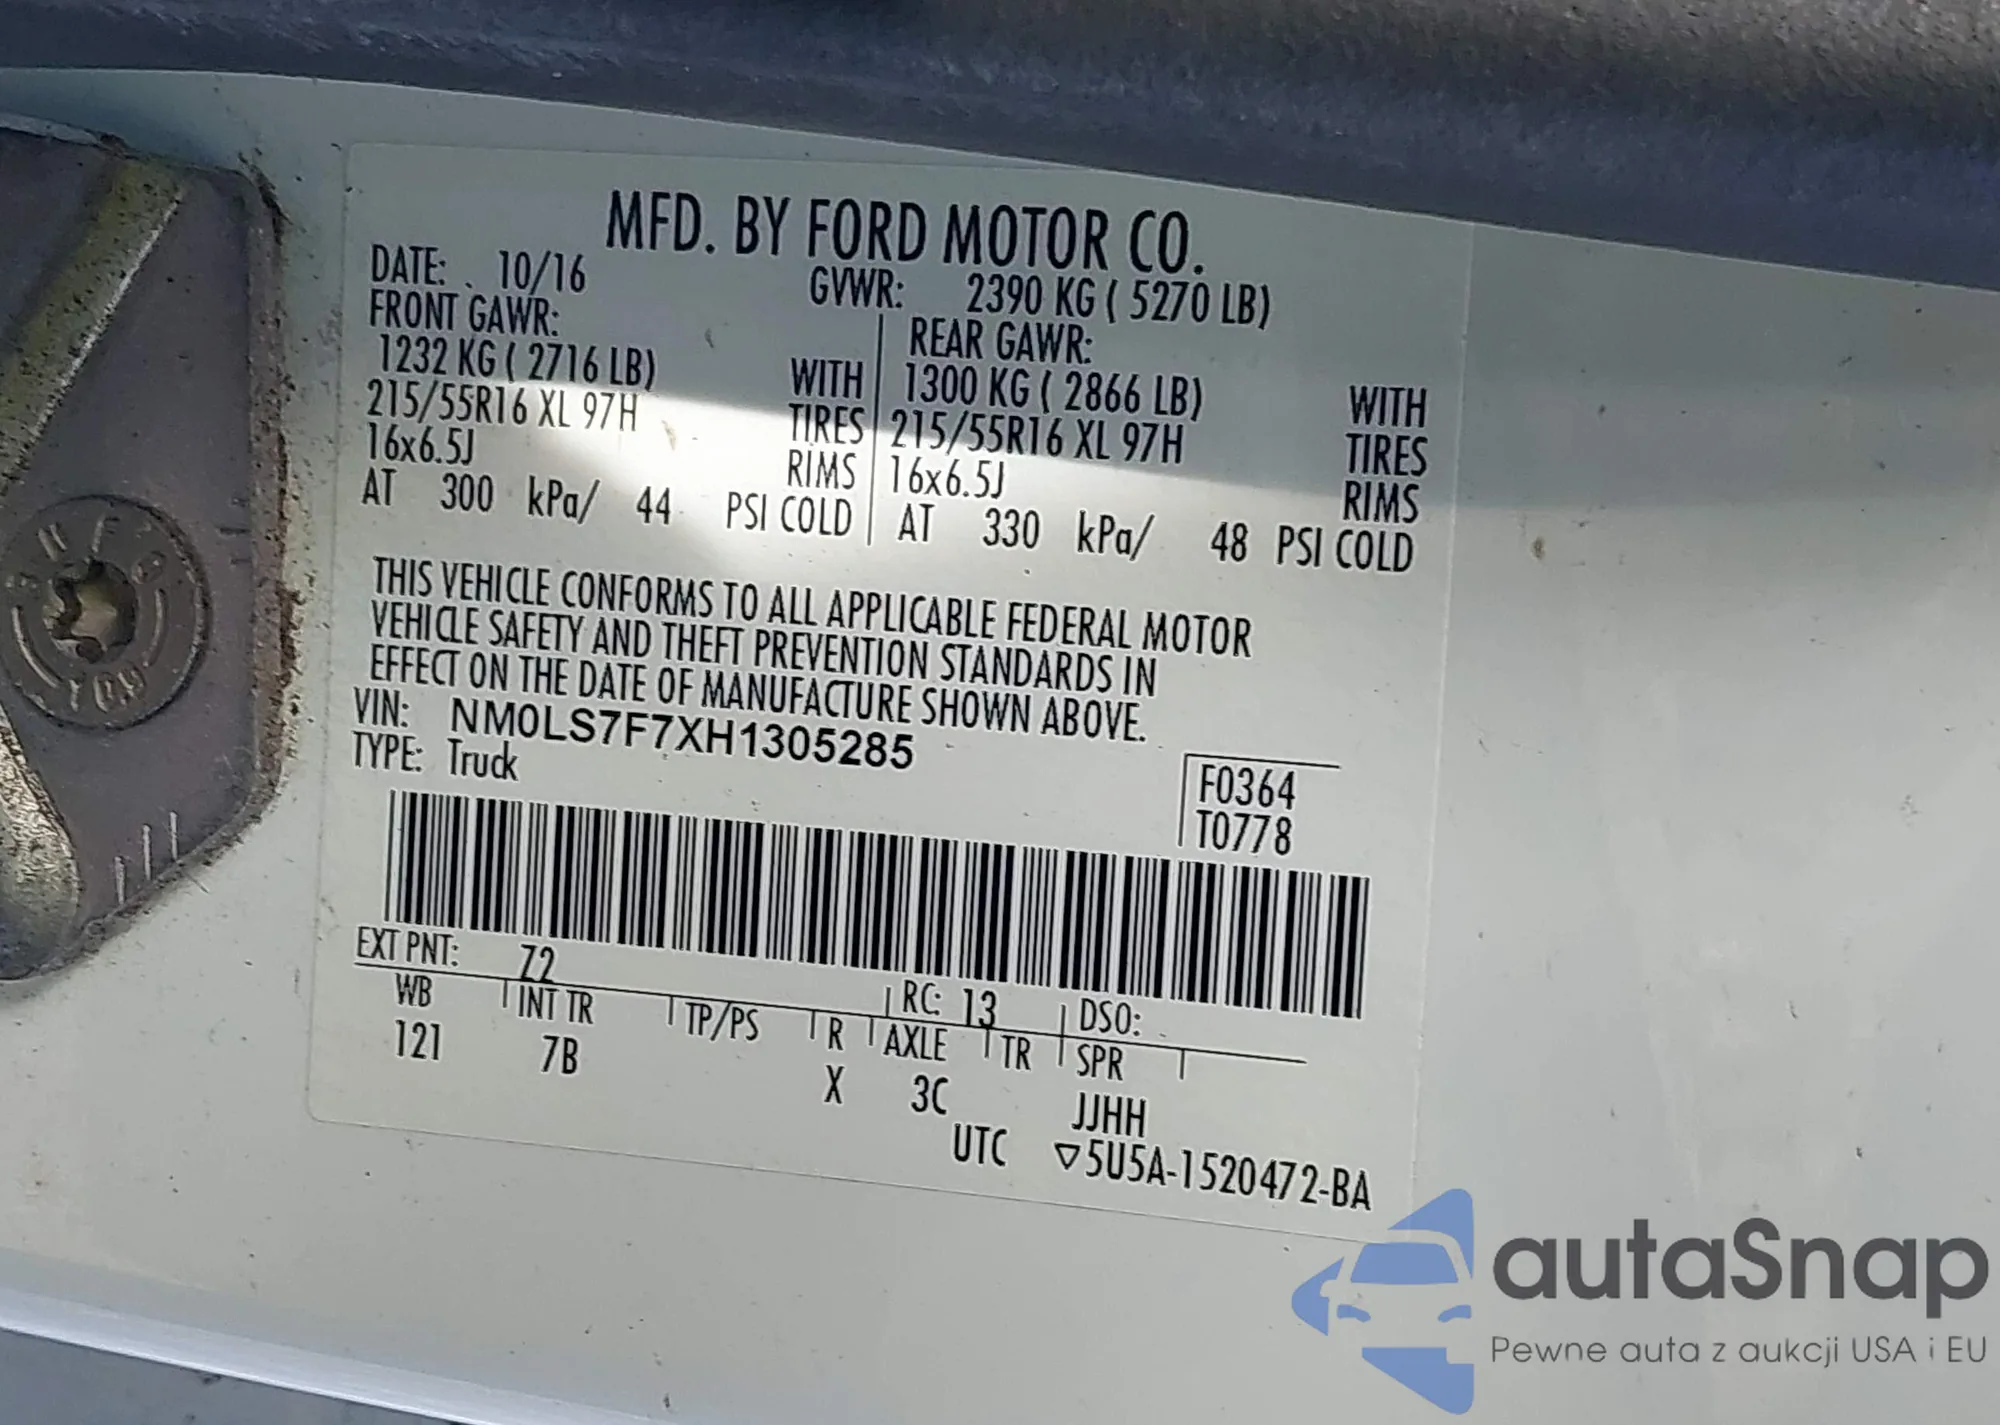 MFD. BY FORD MOTOR CO.
DATE: 10/16 GVWR: 2390 KG ( 5270 LB)
FRONT GAWR: REAR GAWR:
1232 KG ( 2716 LB) WITH 1300 KG ( 2866 LB) WITH
215/55R16 XL 97H TIRES 215/55R16 XL 97H TIRES
16x6.5J RIMS 16x6.5J RIMS
AT 300 kPa/ 44 PSI COLD AT 330 kPa/ 48 PSI COLD
THIS VEHICLE CONFORMS TO ALL APPLICABLE FEDERAL MOTOR
VEHICLE SAFETY AND THEFT PREVENTION STANDARDS IN
EFFECT ON THE DATE OF MANUFACTURE SHOWN ABOVE.
VIN: NM0LS7F7XH1305285
TYPE: Truck
F0364
T0778
EXT PNT: Z2 RC: 13 DSO:
WB INT TR TP/PS R AXLE TR SPR
121 7B X 3C JJHH
UTC ▽5U5A-1520472-BA
autaSnap
Pewne auta z aukcji USA i EU